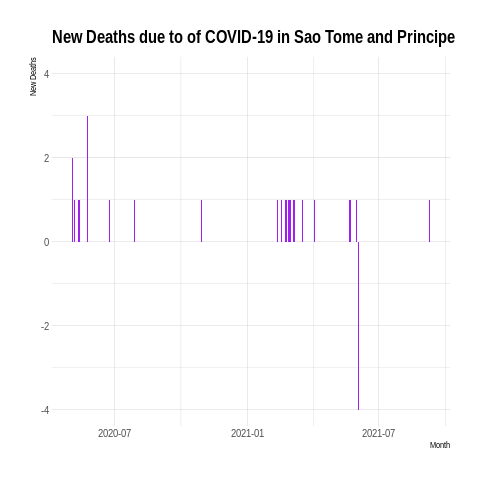 New Deaths due to of COVID-19 in Sao Tome and Principe
New Deaths
4
2
0
-2
-4
2020-07
2021-01
2021-07
Month